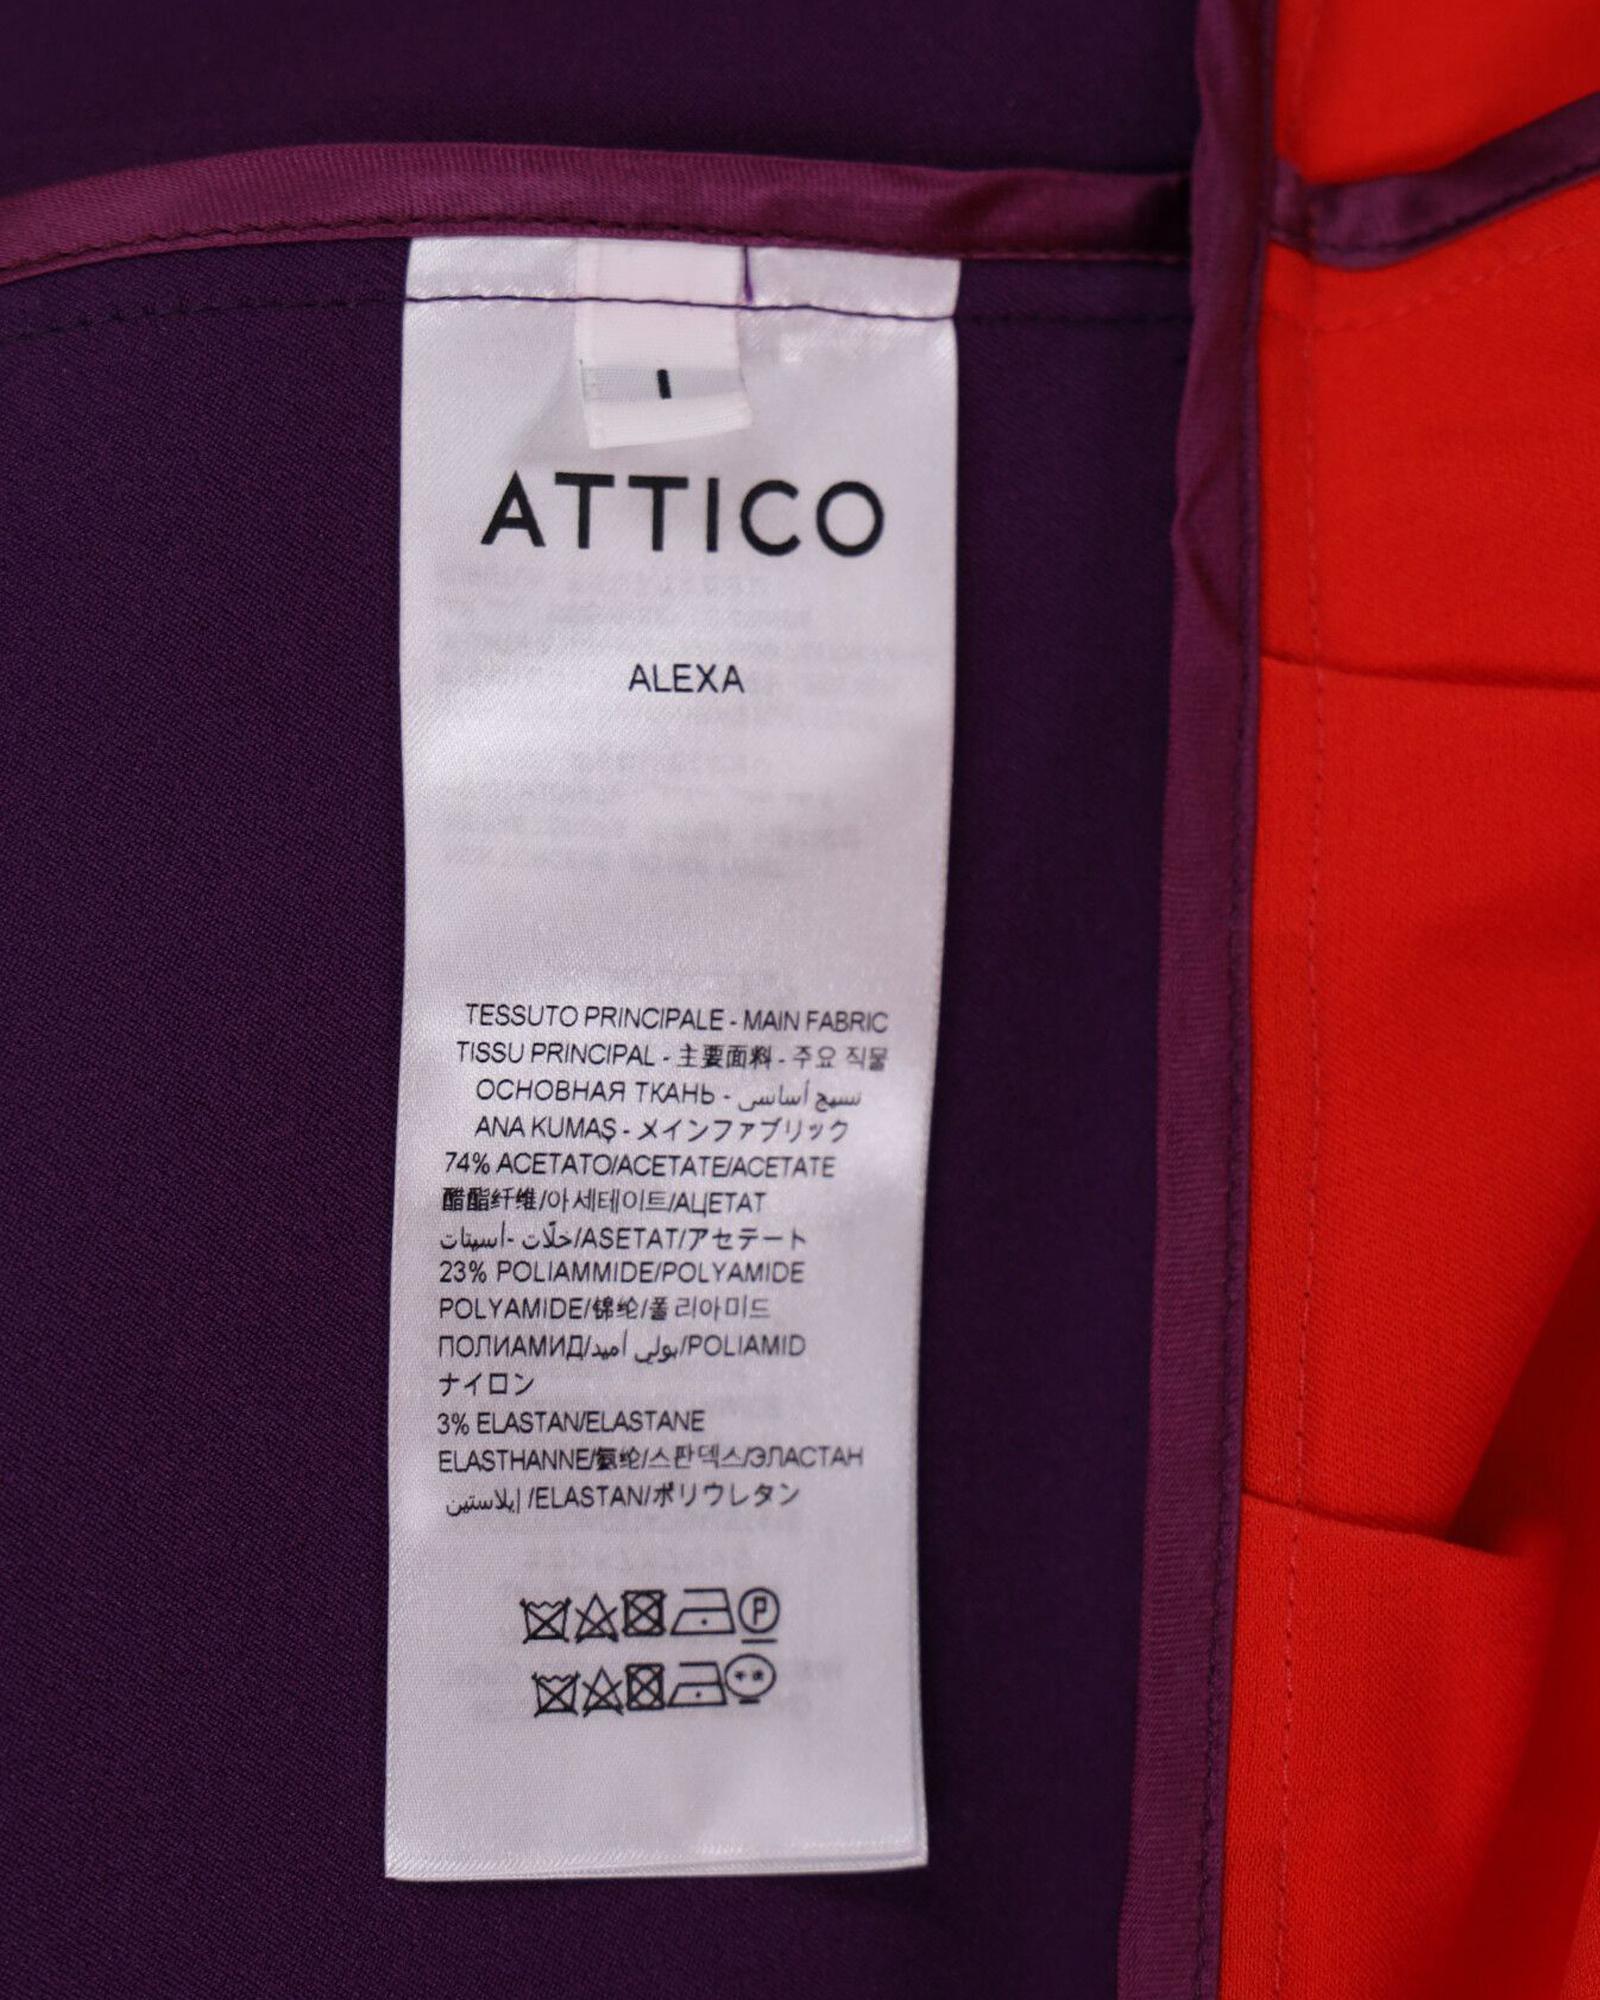 I
ATTICO
ALEXA
TESSUTO PRINCIPALE - MAIN FABRIC
TISSU PRINCIPAL - 主要面料 - 주요 직물
ОСНОВНАЯ ТКАНЬ - نسيج أساسي
ANA KUMAŞ - メインファブリック
74% ACETATO/ACETATE/ACETATE
醋酯纤维/아세테이트/АЦЕТАТ
خلّات -أسيتات/ASETAT/アセテート
23% POLIAMMIDE/POLYAMIDE
POLYAMIDE/锦纶/폴리아미드
ПОЛИАМИД/بولي أميد/POLIAMID
ナイロン
3% ELASTAN/ELASTANE
ELASTHANNE/氨纶/스판덱스/ЭЛАСТАН
إيلاستين /ELASTAN/ポリウレタン
P